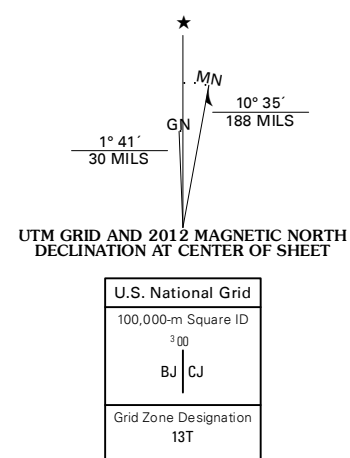 ★
MN
GN
10° 35´
188 MILS
1° 41´
30 MILS
UTM GRID AND 2012 MAGNETIC NORTH
DECLINATION AT CENTER OF SHEET
U.S. National Grid
100,000-m Square ID
300
BJ CJ
Grid Zone Designation
13T